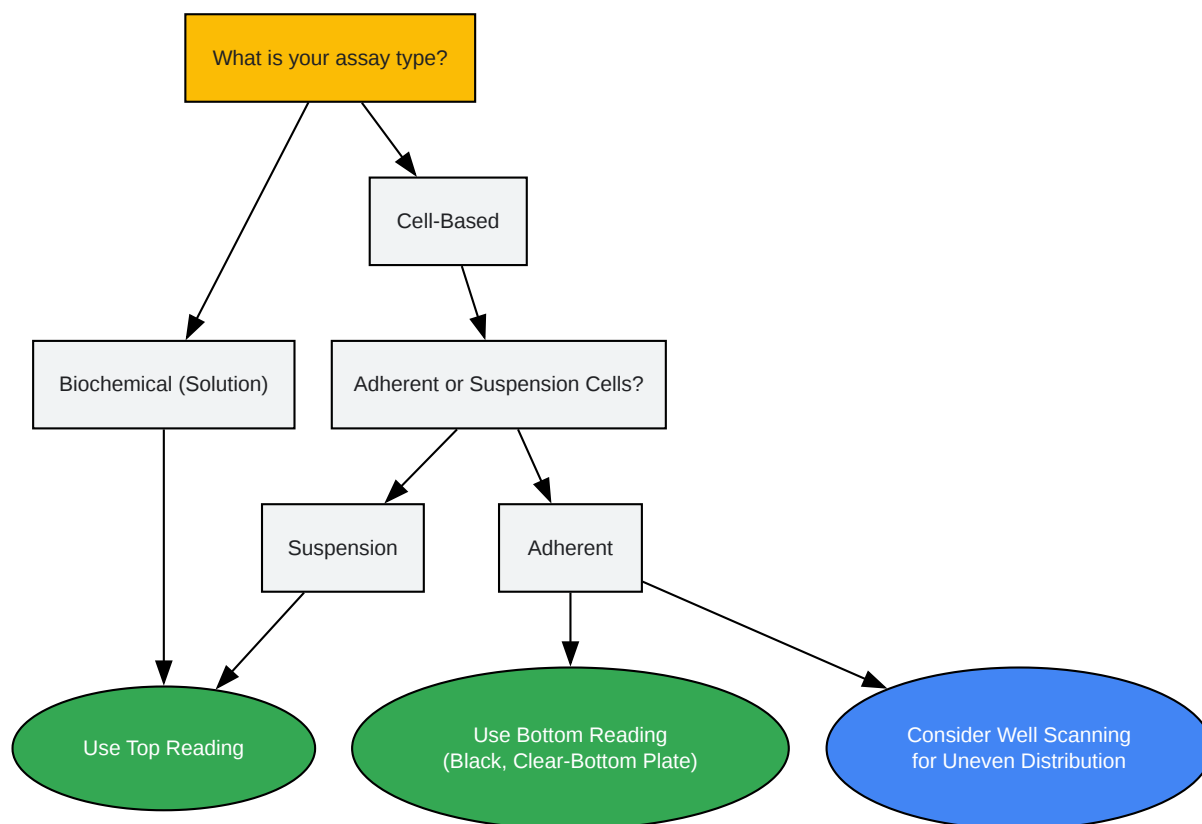 What is your assay type?
Cell-Based
Biochemical (Solution)
Adherent or Suspension Cells?
Suspension
Adherent
Use Top Reading
Use Bottom Reading
(Black, Clear-Bottom Plate)
Consider Well Scanning
for Uneven Distribution